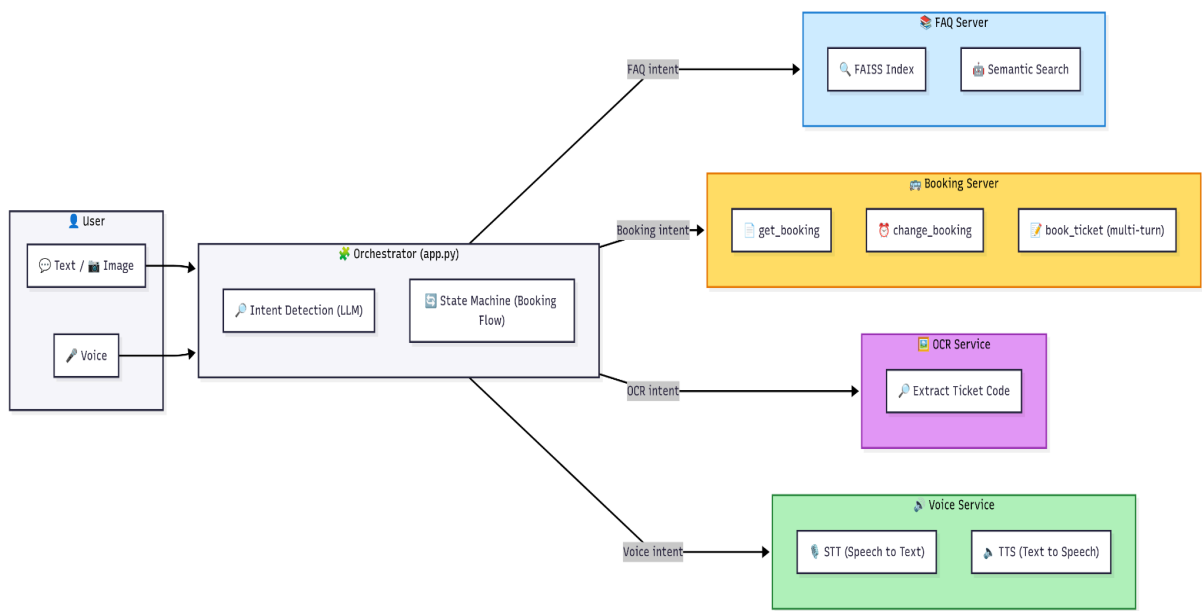 👤 User
💬 Text / 📷 Image
🎤 Voice
🧩 Orchestrator (app.py)
🔎 Intent Detection (LLM)
🔄 State Machine (Booking
Flow)
FAQ intent
Booking intent
OCR intent
Voice intent
📚 FAQ Server
🔍 FAISS Index
🤖 Semantic Search
🚌 Booking Server
📄 get_booking
⏰ change_booking
📝 book_ticket (multi-turn)
🖼️ OCR Service
🔎 Extract Ticket Code
🔊 Voice Service
🎙️ STT (Speech to Text)
🔈 TTS (Text to Speech)